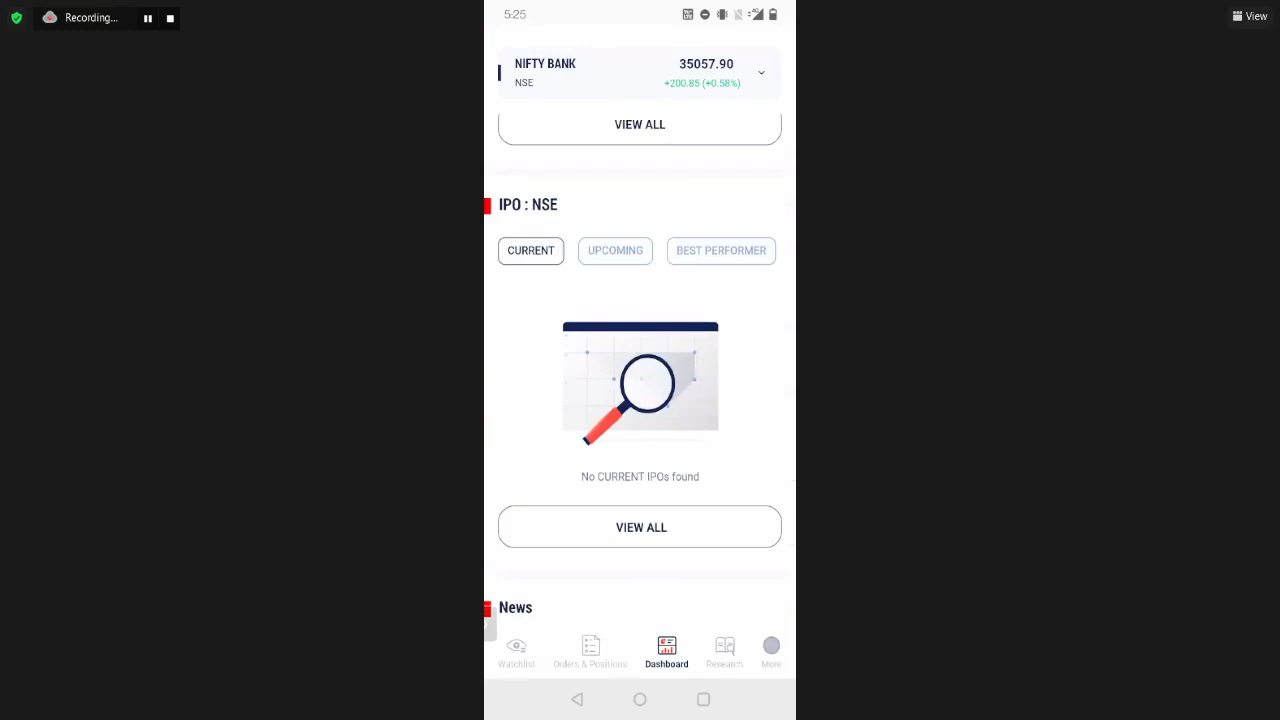 Recording...
View
5:25
NIFTY BANK 35057.90
NSE +200.85 (+0.58%)
VIEW ALL
IPO : NSE
CURRENT UPCOMING BEST PERFORMER
No CURRENT IPOs found
VIEW ALL
News
Watchlist Orders & Positions Dashboard Research More